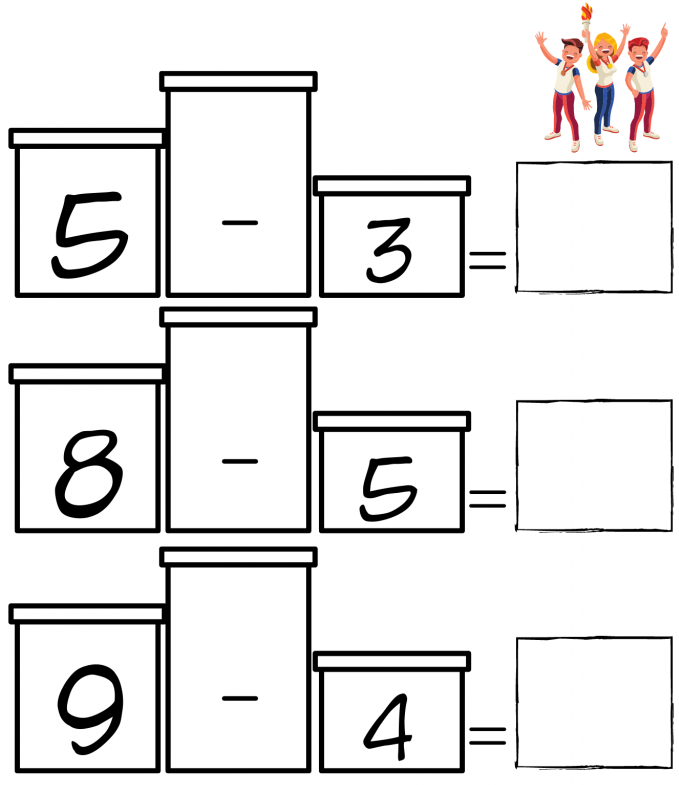 5 - 3 =
8 - 5 =
9 - 4 =